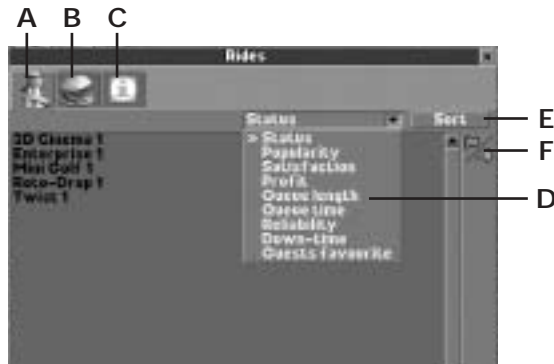 A B C
Rides
Status Sort E
F
3D Cinema 1
Enterprise 1
Mini Golf 1
Roto-Drop 1
Twist 1
» Status
Popularity
Satisfaction
Profit
Queue length
Queue time
Reliability
Down-time
Guests favourite
D